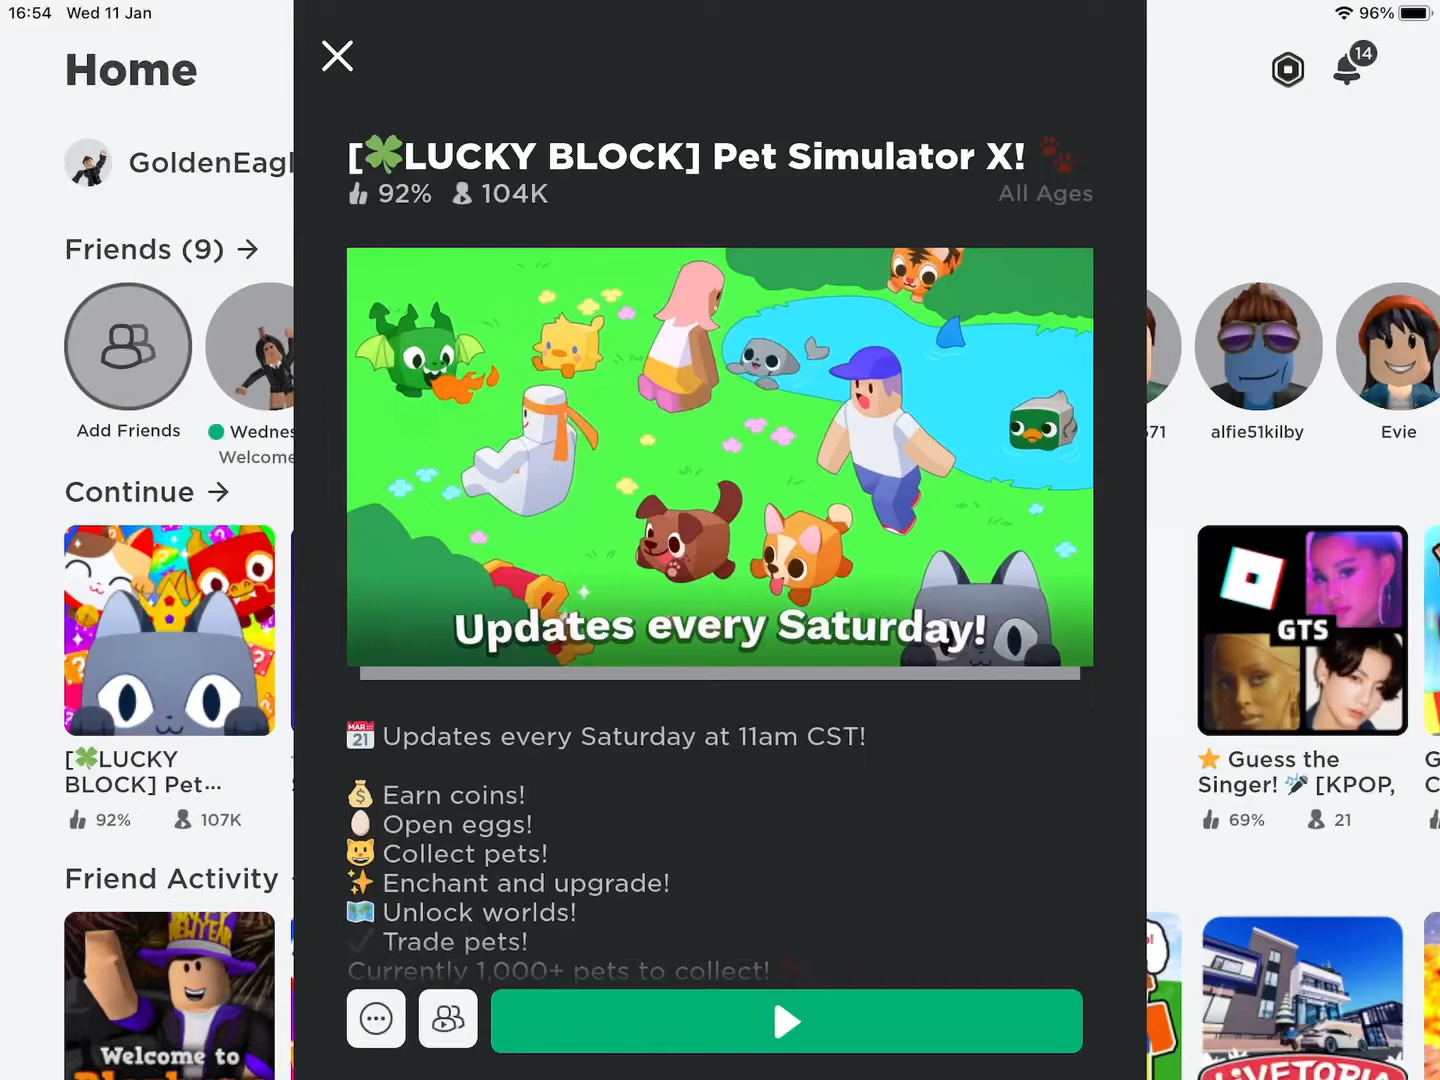 16:54 Wed 11 Jan
96%
Home
14
GoldenEagl
Friends (9) →
Add Friends
Wednes
Welcome
571
alfie51kilby
Evie
Continue →
[🍀LUCKY
BLOCK] Pet...
92% 107K
Friend Activity
WELCOME TO
[🍀LUCKY BLOCK] Pet Simulator X! 🐾
92% 104K
All Ages
Updates every Saturday!
MAR
21
Updates every Saturday at 11am CST!
💰 Earn coins!
🥚 Open eggs!
😺 Collect pets!
✨ Enchant and upgrade!
🗺️ Unlock worlds!
✔️ Trade pets!
Currently 1,000+ pets to collect! 🐾
GTS
⭐ Guess the
Singer! 🎤 [KPOP,
69% 21
G
C
LIVETOPIA